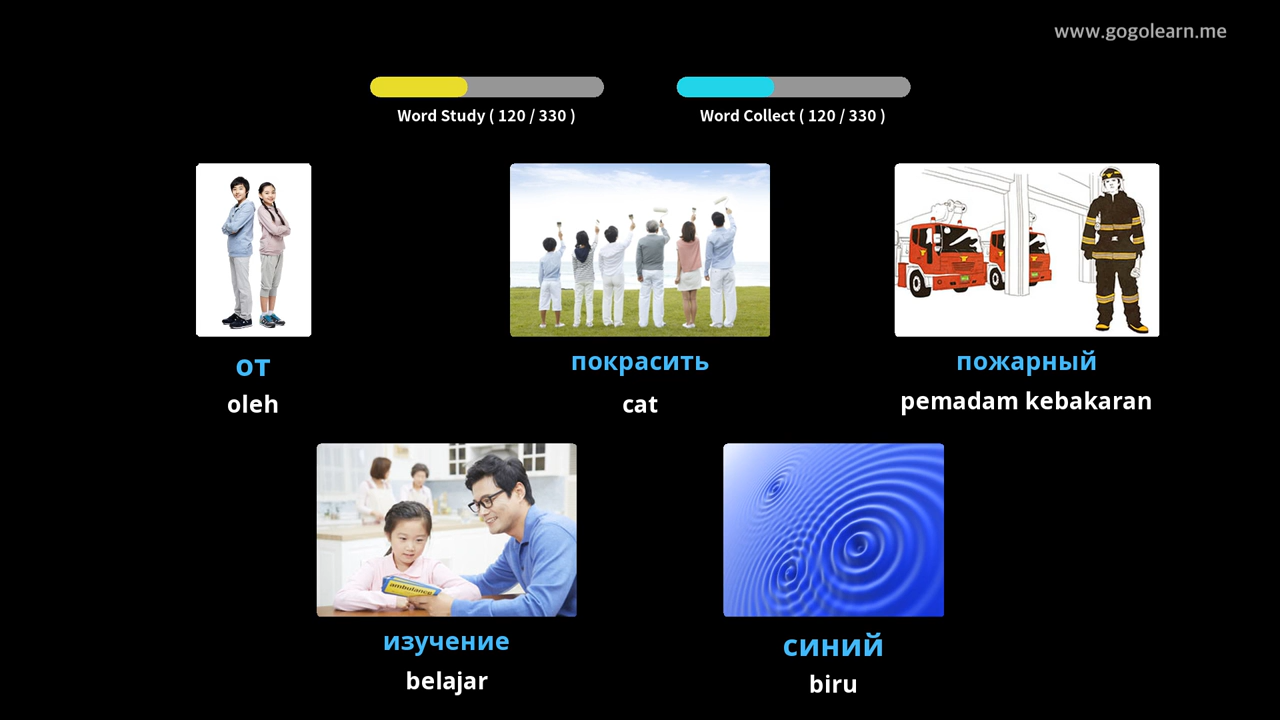 www.gogolearn.me
Word Study ( 120 / 330 )
Word Collect ( 120 / 330 )
от
oleh
покрасить
cat
пожарный
pemadam kebakaran
ambulance
изучение
belajar
синий
biru